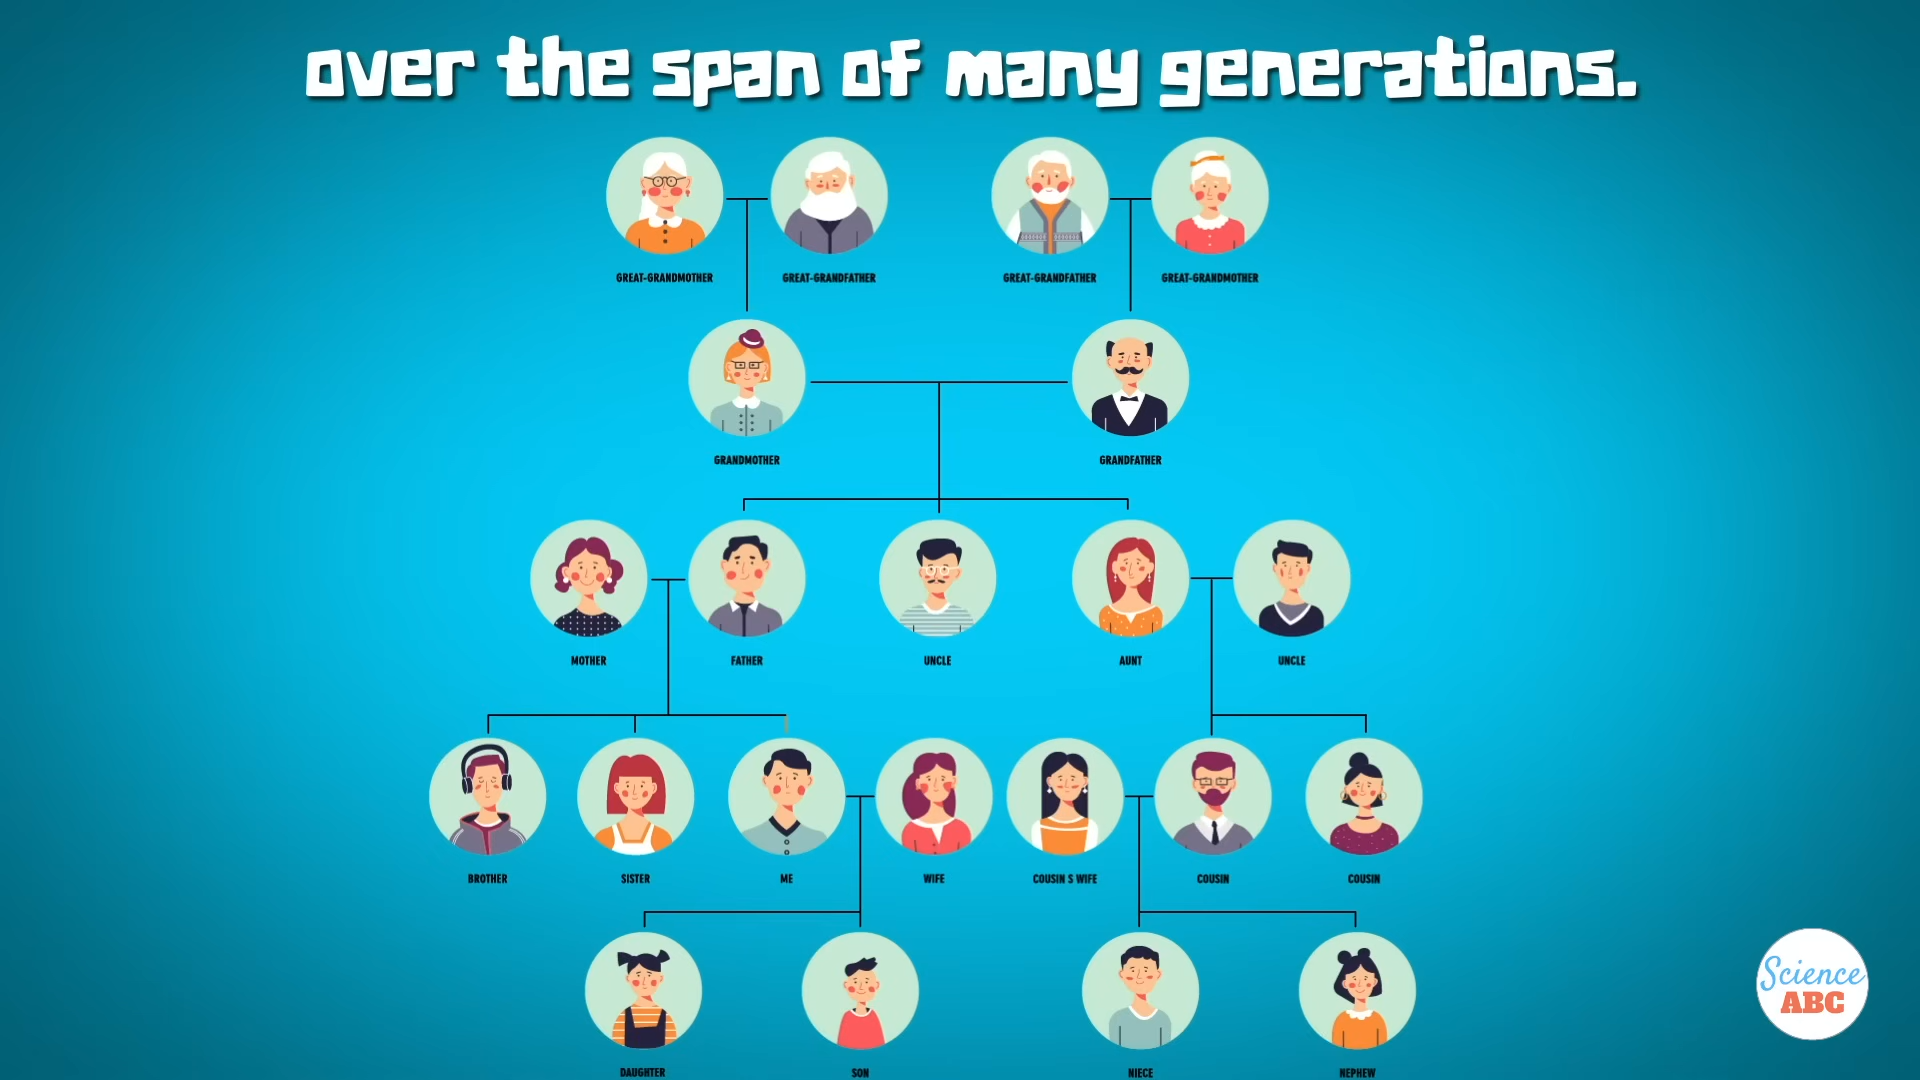 over the span of many generations.
GREAT-GRANDMOTHER GREAT-GRANDFATHER GREAT-GRANDFATHER GREAT-GRANDMOTHER
GRANDMOTHER GRANDFATHER
MOTHER FATHER UNCLE AUNT UNCLE
BROTHER SISTER ME WIFE COUSIN S WIFE COUSIN COUSIN
DAUGHTER SON NIECE NEPHEW
Science
ABC